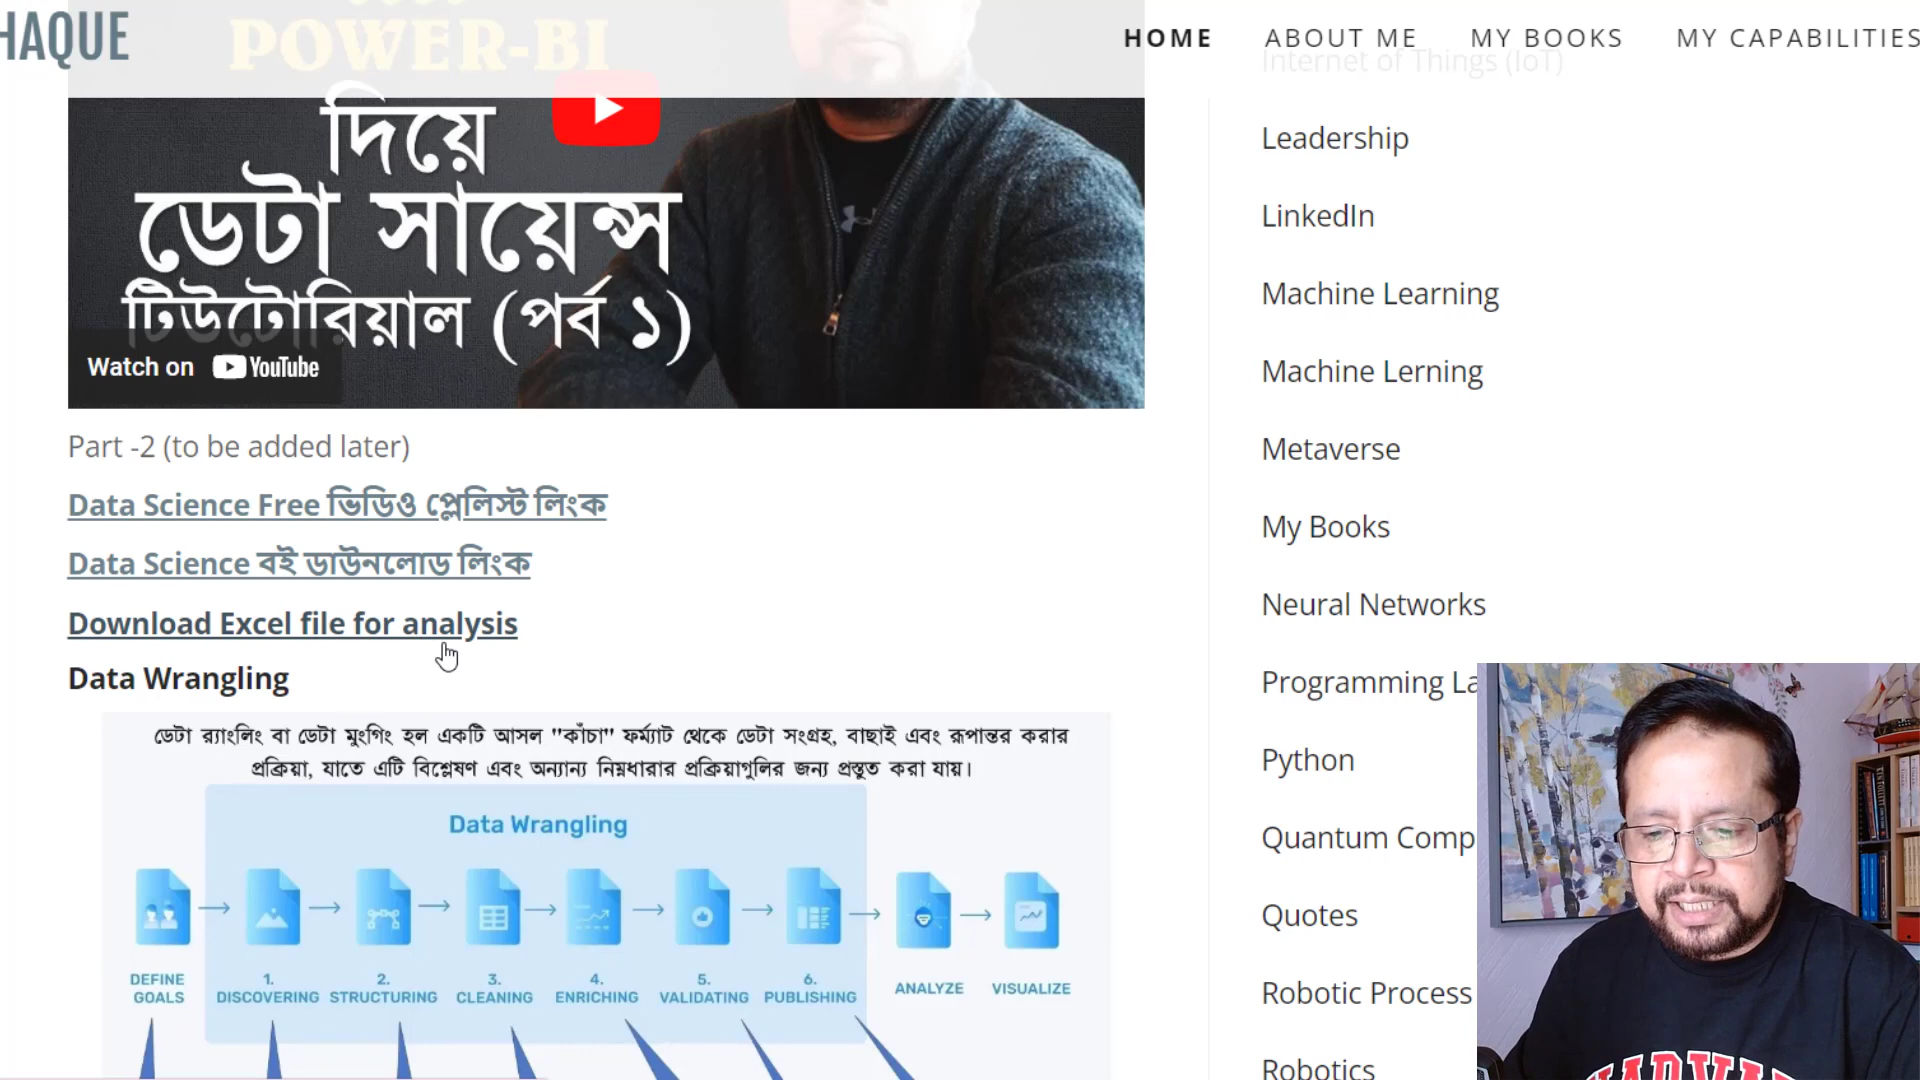 HAQUE
HOME
ABOUT ME
MY BOOKS
MY CAPABILITIES
POWER-BI
দিয়ে
ডেটা সায়েন্স
টিউটোরিয়াল (পর্ব ১)
Watch on YouTube
Part -2 (to be added later)
Data Science Free ভিডিও প্লেলিস্ট লিংক
Data Science বই ডাউনলোড লিংক
Download Excel file for analysis
Data Wrangling
ডেটা র‍্যাংলিং বা ডেটা মুংগিং হল একটি আসল "কাঁচা" ফর্ম্যাট থেকে ডেটা সংগ্রহ, বাছাই এবং রূপান্তর করার
প্রক্রিয়া, যাতে এটি বিশ্লেষণ এবং অন্যান্য নিম্নধারার প্রক্রিয়াগুলির জন্য প্রস্তুত করা যায়।
Data Wrangling
DEFINE
GOALS
1.
DISCOVERING
2.
STRUCTURING
3.
CLEANING
4.
ENRICHING
5.
VALIDATING
6.
PUBLISHING
ANALYZE
VISUALIZE
Internet of Things (IoT)
Leadership
LinkedIn
Machine Learning
Machine Lerning
Metaverse
My Books
Neural Networks
Programming La
Python
Quantum Comp
Quotes
Robotic Process
Robotics
HARVARD